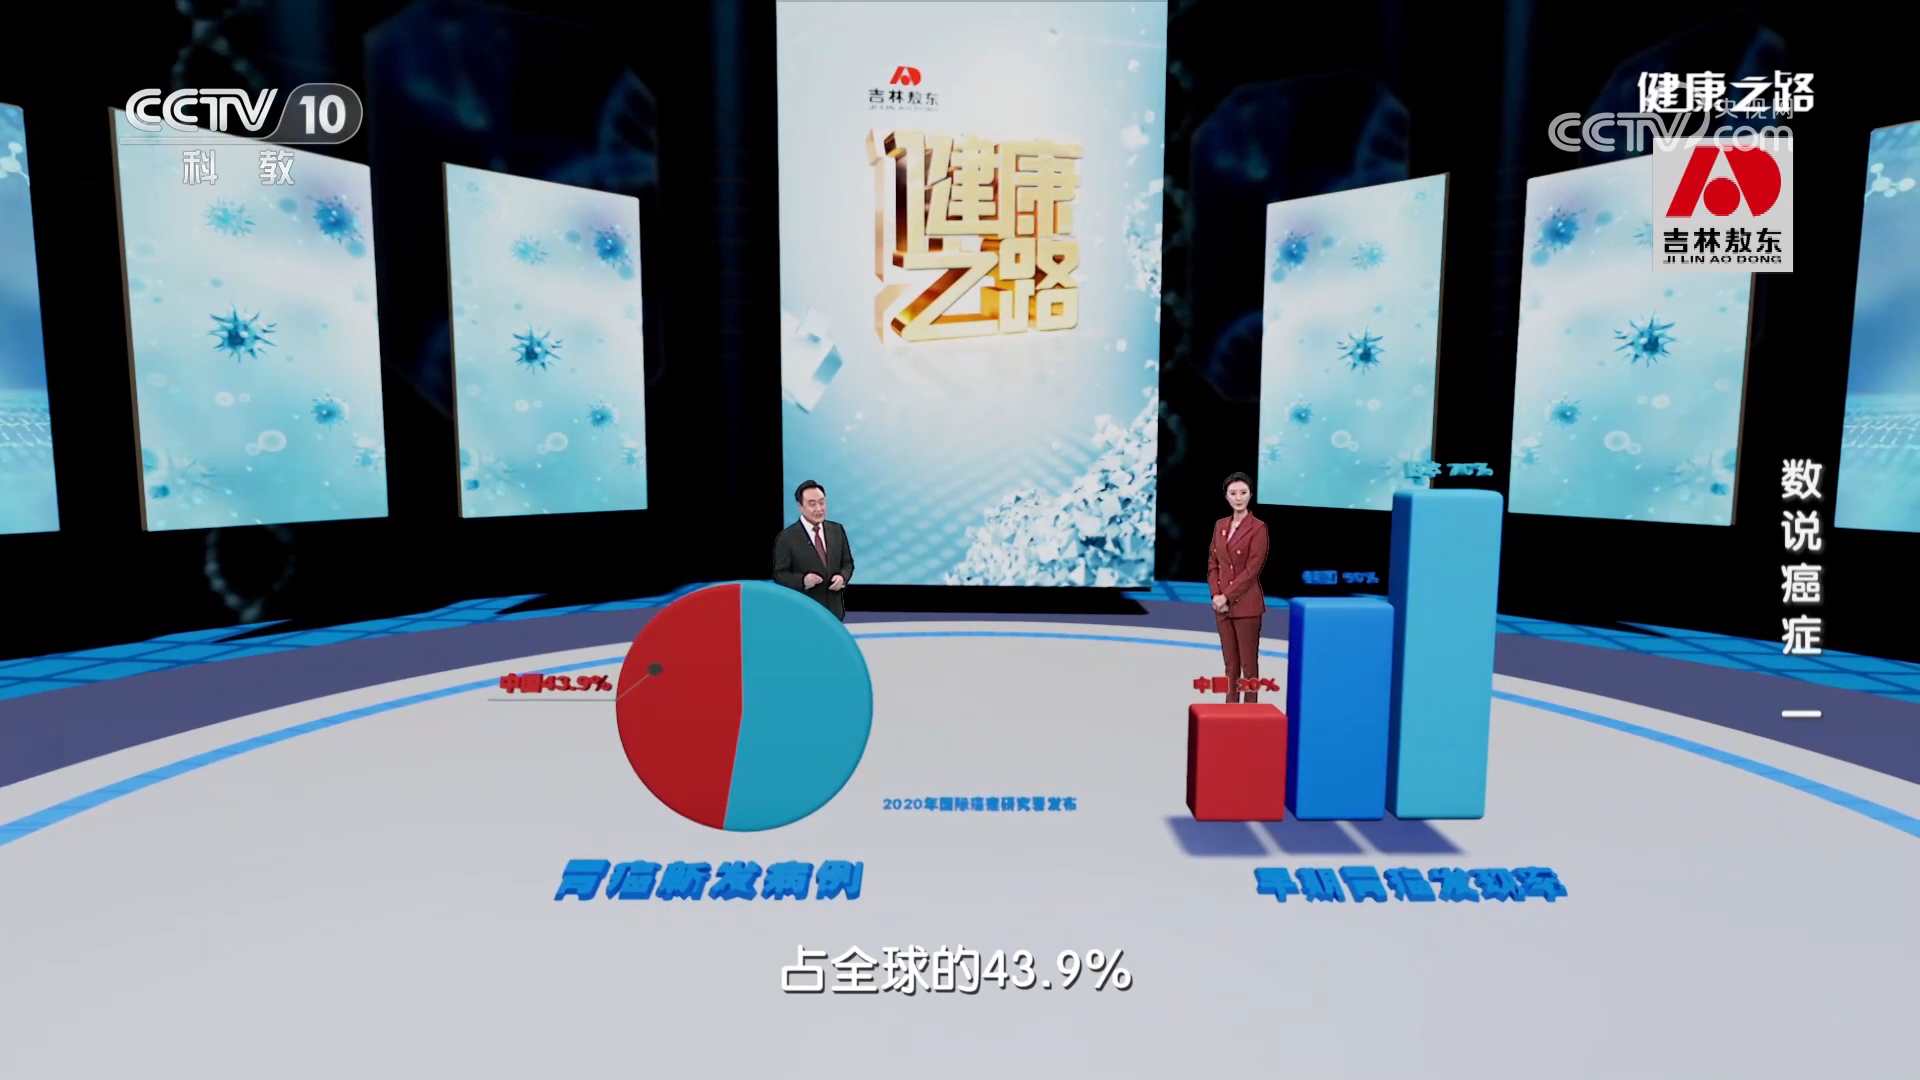 CCTV 10
科 教
吉林敖东
JI LIN AO DONG
健康
之路
健康之路
央视网
CCTV.com
吉林敖东
JI LIN AO DONG
数说癌症 一
日本 70%
韩国 50%
中国 20%
中国43.9%
2020年国际癌症研究署发布
胃癌新发病例
早期胃癌发现率
占全球的43.9%